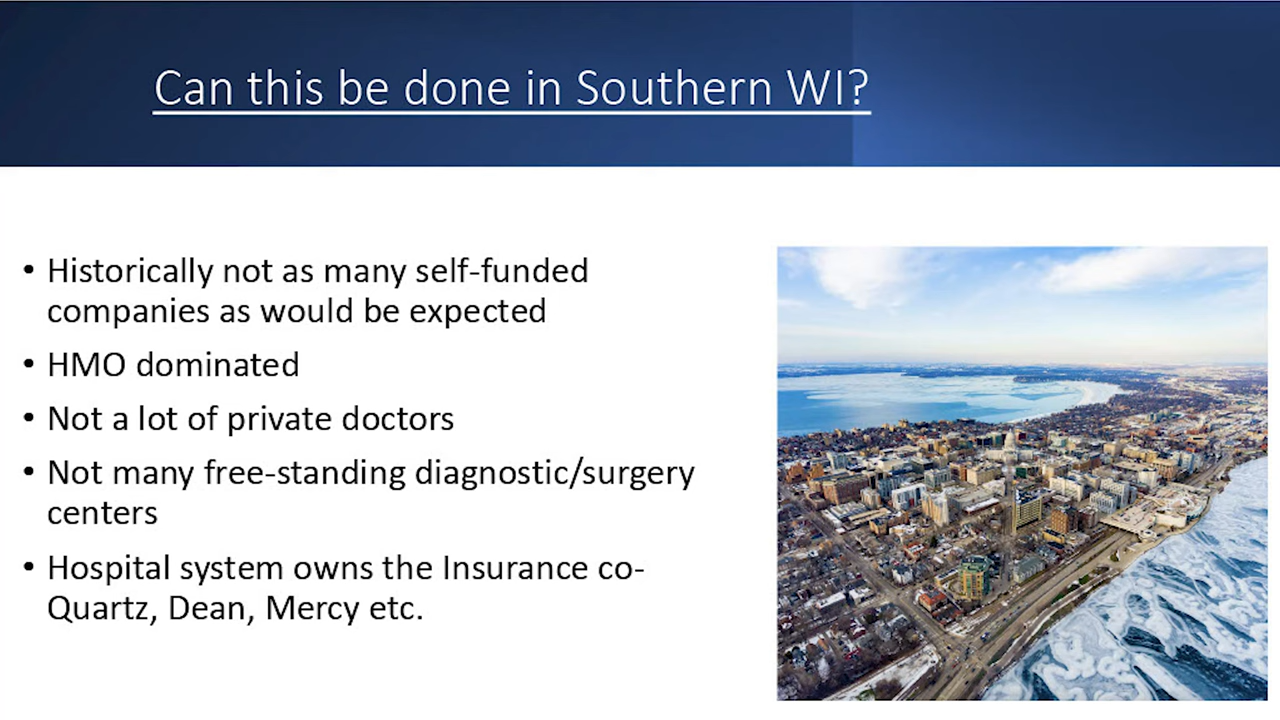 Can this be done in Southern WI?
• Historically not as many self-funded
companies as would be expected
• HMO dominated
• Not a lot of private doctors
• Not many free-standing diagnostic/surgery
centers
• Hospital system owns the Insurance co-
Quartz, Dean, Mercy etc.